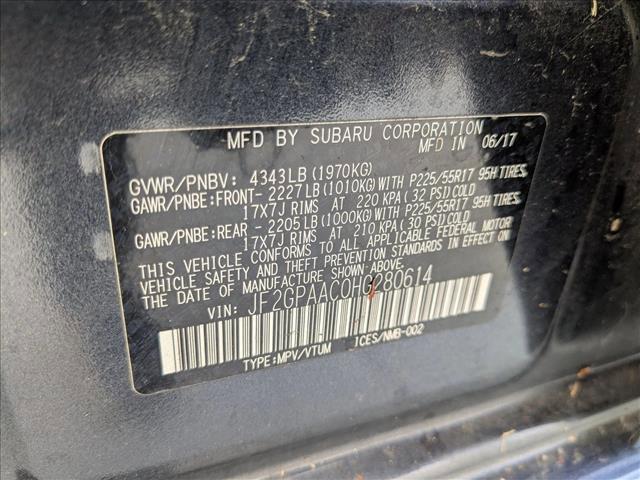 MFD BY SUBARU CORPORATION
MFD IN 06/17
GVWR/PNBV: 4343LB (1970KG)
GAWR/PNBE:FRONT- 2227LB (1010KG) WITH P225/55R17 95H TIRES,
17X7J RIMS AT 220 KPA ( 32 PSI) COLD
GAWR/PNBE:REAR - 2205LB (1000KG) WITH P225/55R17 95H TIRES,
17X7J RIMS AT 210 KPA ( 30 PSI) COLD
THIS VEHICLE CONFORMS TO ALL APPLICABLE FEDERAL MOTOR
VEHICLE SAFETY AND THEFT PREVENTION STANDARDS IN EFFECT ON
THE DATE OF MANUFACTURE SHOWN ABOVE.
VIN: JF2GPAAC0HG280614
TYPE:MPV/VTUM ICES/NMB-002